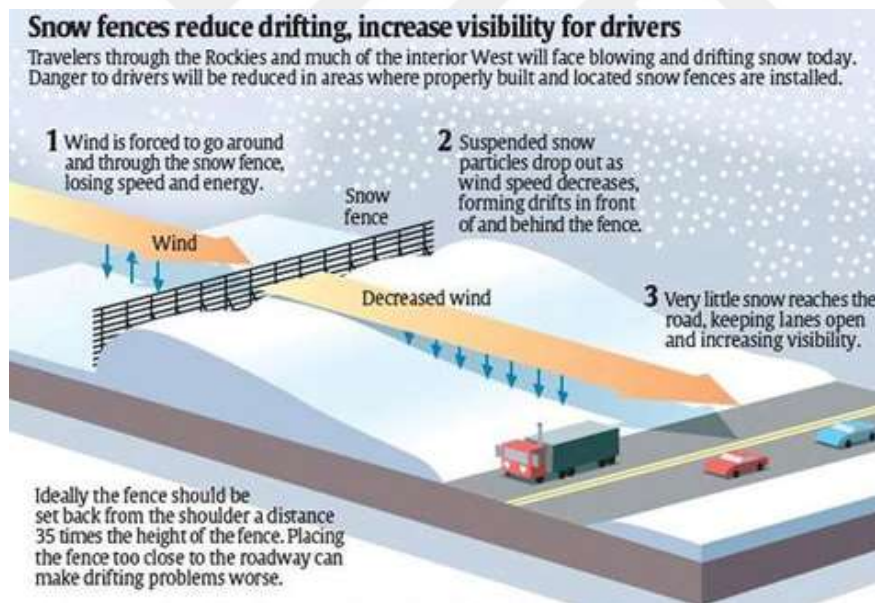 Snow fences reduce drifting, increase visibility for drivers
Travelers through the Rockies and much of the interior West will face blowing and drifting snow today.
Danger to drivers will be reduced in areas where properly built and located snow fences are installed.
1 Wind is forced to go around
and through the snow fence,
losing speed and energy.
2 Suspended snow
particles drop out as
wind speed decreases,
forming drifts in front
of and behind the fence.
Snow
fence
Wind
Decreased wind
3 Very little snow reaches the
road, keeping lanes open
and increasing visibility.
Ideally the fence should be
set back from the shoulder a distance
35 times the height of the fence. Placing
the fence too close to the roadway can
make drifting problems worse.